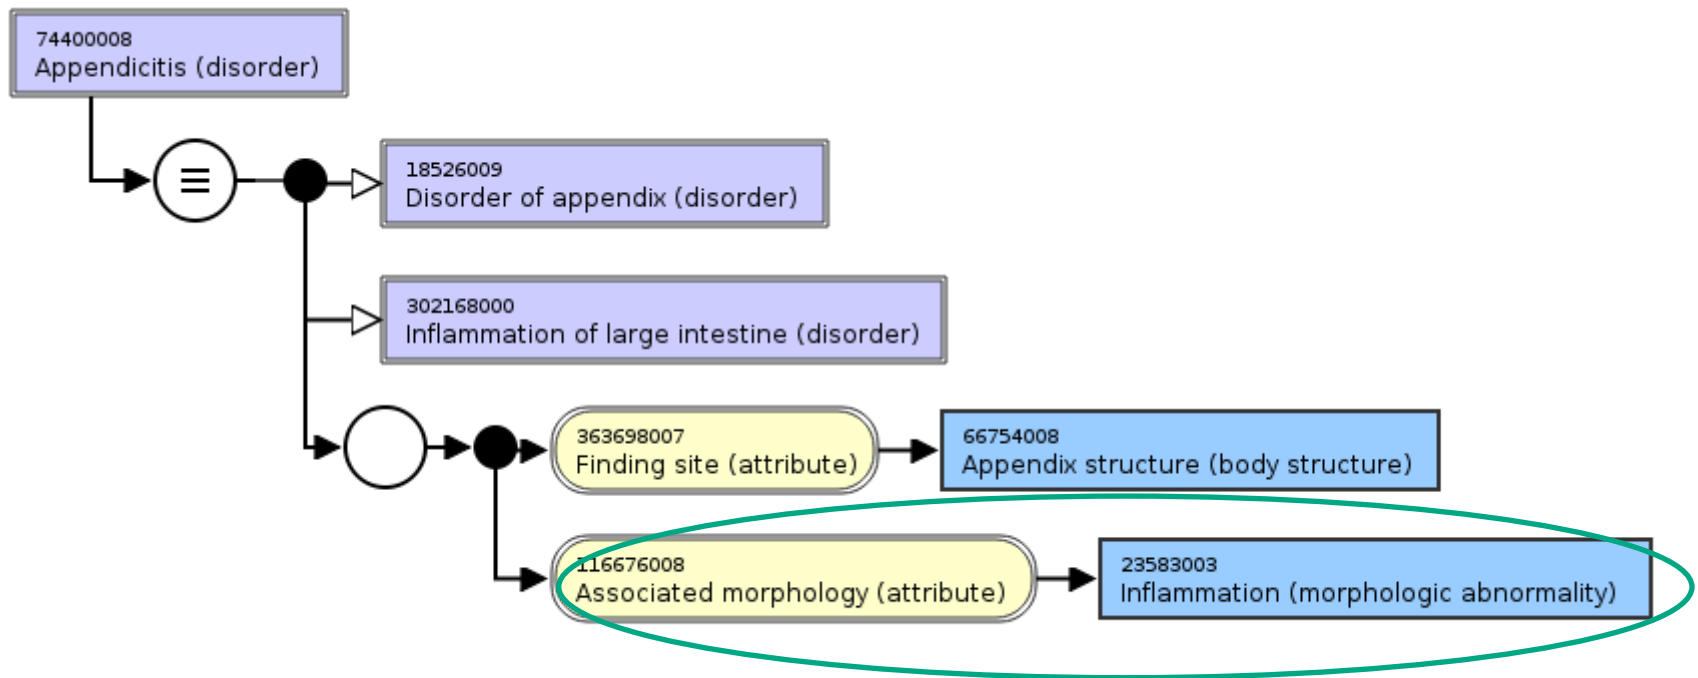 74400008
Appendicitis (disorder)
18526009
Disorder of appendix (disorder)
302168000
Inflammation of large intestine (disorder)
363698007
Finding site (attribute)
66754008
Appendix structure (body structure)
116676008
Associated morphology (attribute)
23583003
Inflammation (morphologic abnormality)